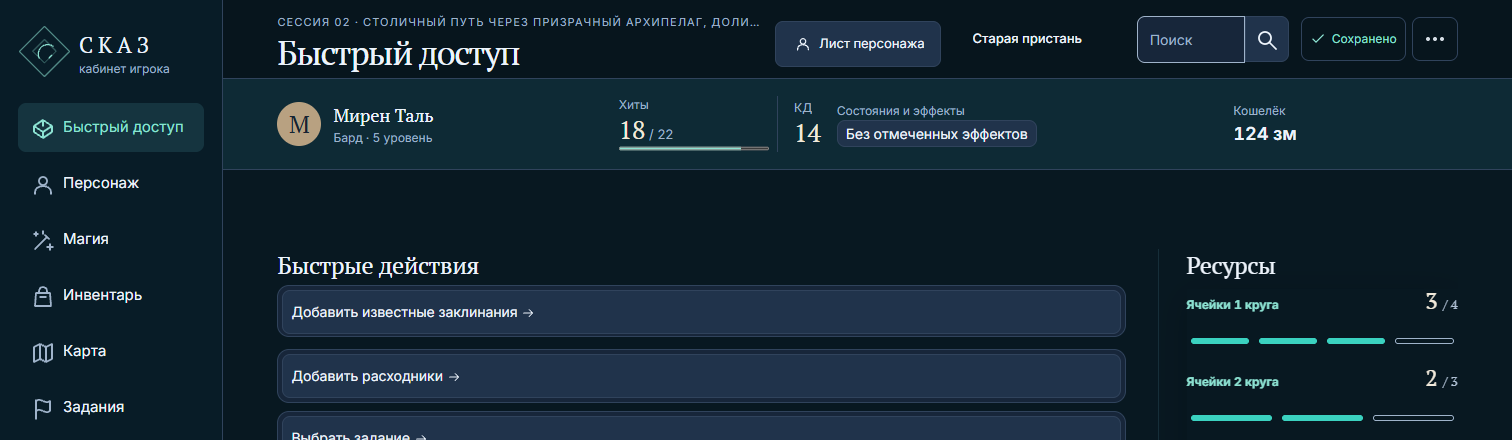 СКАЗ
кабинет игрока
Быстрый доступ
Персонаж
Магия
Инвентарь
Карта
Задания
СЕССИЯ 02 · СТОЛИЧНЫЙ ПУТЬ ЧЕРЕЗ ПРИЗРАЧНЫЙ АРХИПЕЛАГ, ДОЛИ…
Быстрый доступ
Лист персонажа
Старая пристань
Поиск
Сохранено
М
Мирен Таль
Бард · 5 уровень
Хиты
18 / 22
КД
14
Состояния и эффекты
Без отмеченных эффектов
Кошелёк
124 зм
Быстрые действия
Добавить известные заклинания →
Добавить расходники →
Выбрать задание →
Ресурсы
Ячейки 1 круга 3 / 4
Ячейки 2 круга 2 / 3